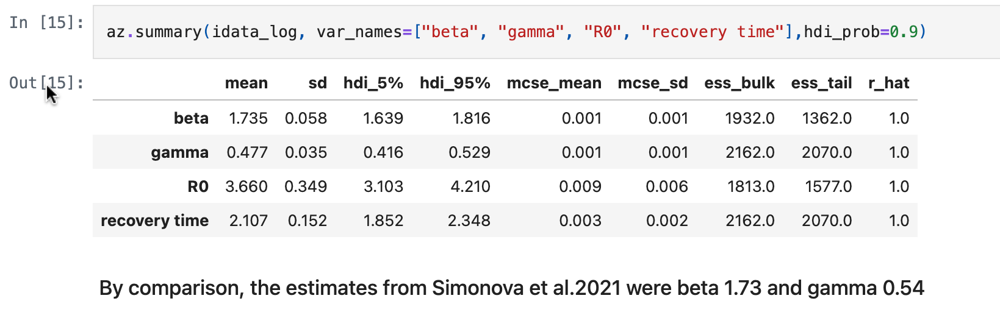 In [15]: az.summary(idata_log, var_names=["beta", "gamma", "R0", "recovery time"],hdi_prob=0.9)
Out[15]: mean sd hdi_5% hdi_95% mcse_mean mcse_sd ess_bulk ess_tail r_hat
beta 1.735 0.058 1.639 1.816 0.001 0.001 1932.0 1362.0 1.0
gamma 0.477 0.035 0.416 0.529 0.001 0.001 2162.0 2070.0 1.0
R0 3.660 0.349 3.103 4.210 0.009 0.006 1813.0 1577.0 1.0
recovery time 2.107 0.152 1.852 2.348 0.003 0.002 2162.0 2070.0 1.0
By comparison, the estimates from Simonova et al.2021 were beta 1.73 and gamma 0.54